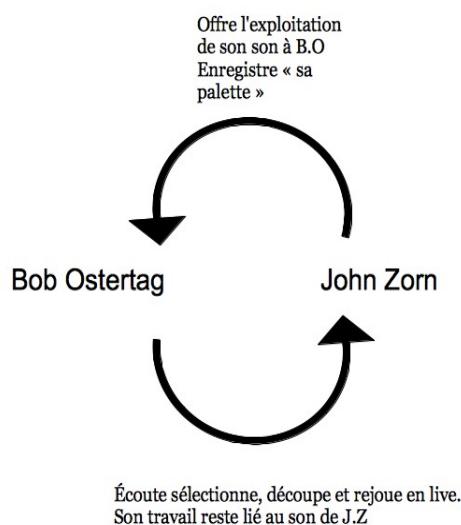 Offre l'exploitation
de son son à B.O
Enregistre « sa
palette »
Bob Ostertag
John Zorn
Écoute sélectionne, découpe et rejoue en live.
Son travail reste lié au son de J.Z